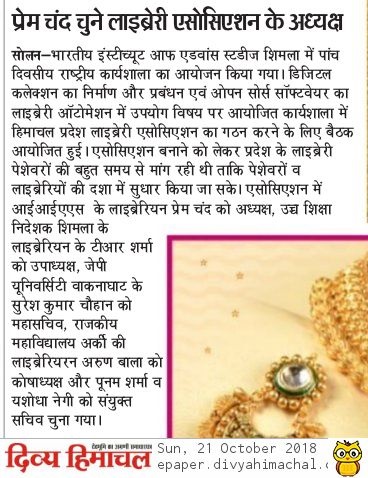 प्रेम चंद चुने लाइब्रेरी एसोसिएशन के अध्यक्ष
सोलन—भारतीय इंस्टीच्यूट आफ एडवांस स्टडीज शिमला में पांच
दिवसीय राष्ट्रीय कार्यशाला का आयोजन किया गया। डिजिटल
कलेक्शन का निर्माण और प्रबंधन एवं ओपन सोर्स सॉफ्टवेयर का
लाइब्रेरी ऑटोमेशन में उपयोग विषय पर आयोजित कार्यशाला में
हिमाचल प्रदेश लाइब्रेरी एसोसिएशन का गठन करने के लिए बैठक
आयोजित हुई। एसोसिएशन बनाने को लेकर प्रदेश के लाइब्रेरी
पेशेवरों की बहुत समय से मांग रही थी ताकि पेशेवरों व
लाइब्रेरियों की दशा में सुधार किया जा सके। एसोसिएशन में
आईआईएएस के लाइब्रेरियन प्रेम चंद को अध्यक्ष, उच्च शिक्षा
निदेशक शिमला के
लाइब्रेरियन के टीआर शर्मा
को उपाध्यक्ष, जेपी
यूनिवर्सिटी वाकनाघाट के
सुरेश कुमार चौहान को
महासचिव, राजकीय
महाविद्यालय अर्की की
लाइब्रेरियरन अरुण बाला को
कोषाध्यक्ष और पूनम शर्मा व
यशोधा नेगी को संयुक्त
सचिव चुना गया।
देवभूमि का अग्रणी समाचारपत्र
दिव्य हिमाचल
Sun, 21 October 2018
epaper.divyahimachal.c